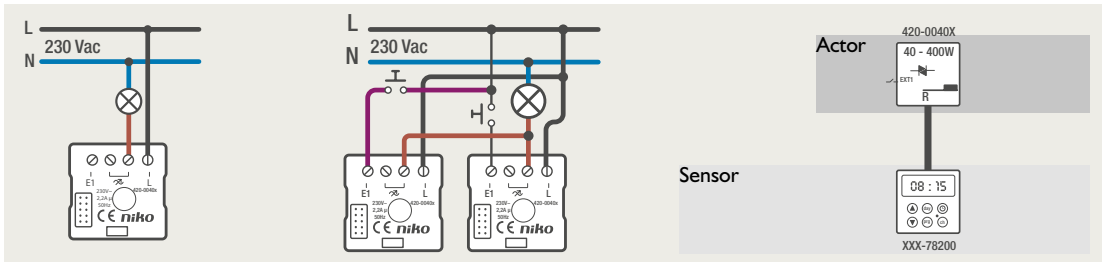 L
230 Vac
N
E1
L
230V~
420-0040x
2,2A µ
50Hz
CE niko
L
230 Vac
N
E1
L
230V~
420-0040x
2,2A µ
50Hz
CE niko
E1
L
230V~
420-0040x
2,2A µ
50Hz
CE niko
420-0040X
Actor
40 - 400W
EXT1
R
Sensor
08 : 15
day
prg
XXX-78200